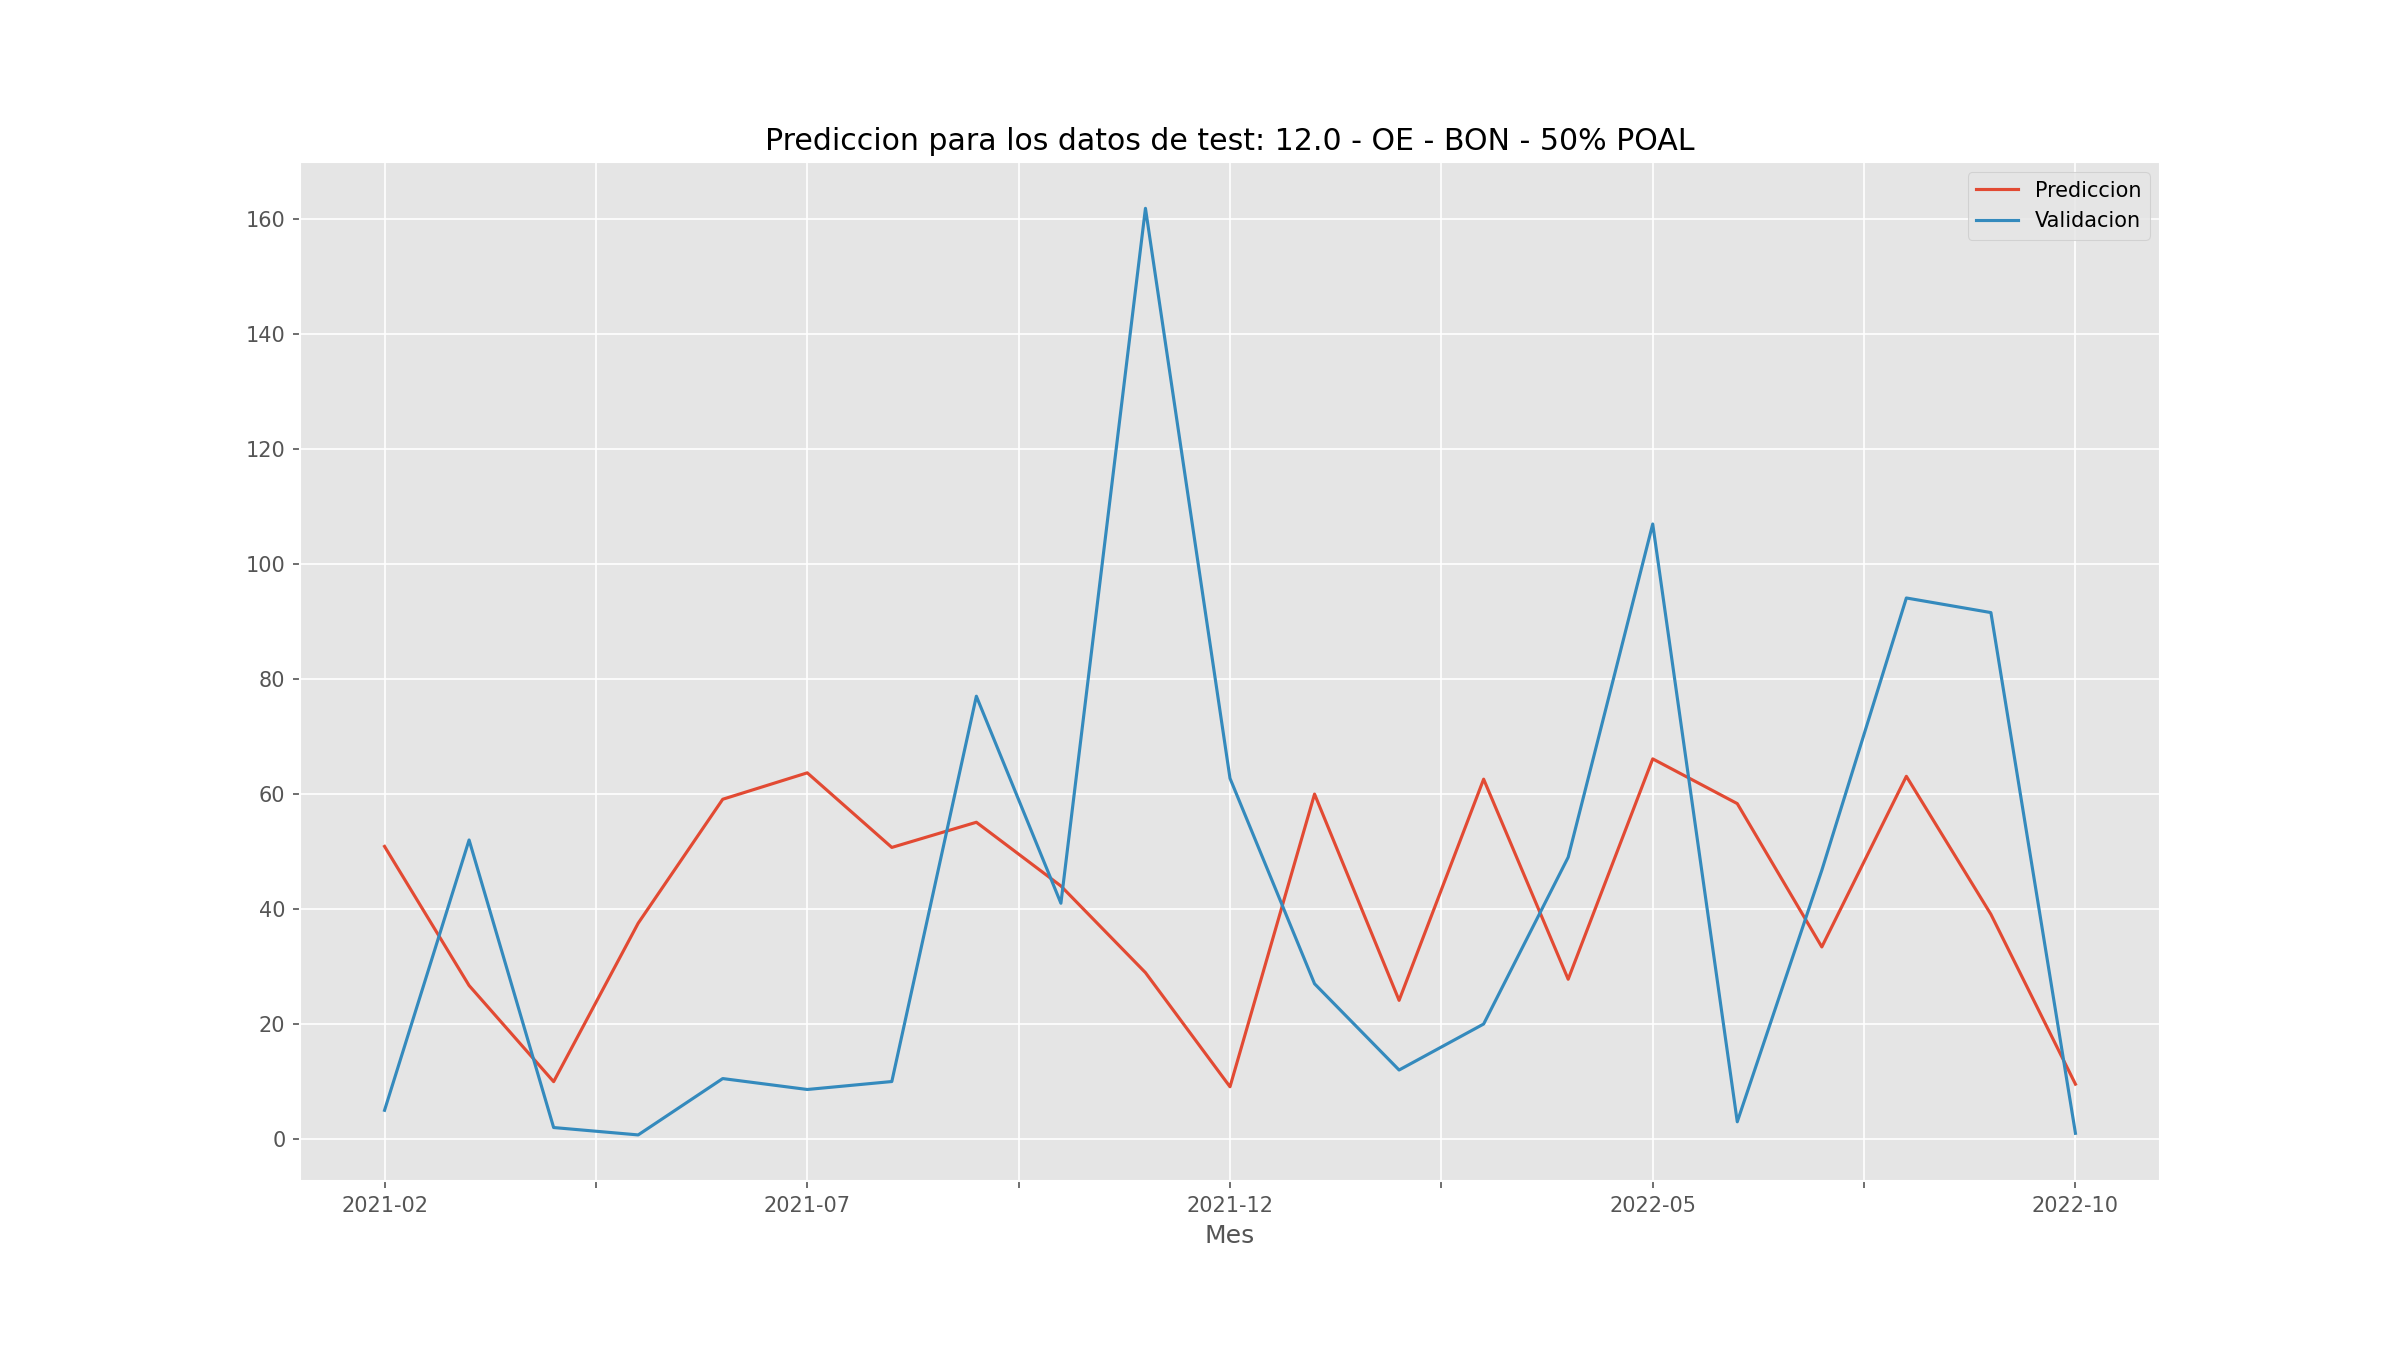 Prediccion para los datos de test: 12.0 - OE - BON - 50% POAL
Prediccion
Validacion
160
140
120
100
80
60
40
20
0
2021-02 2021-07 2021-12 2022-05 2022-10
Mes